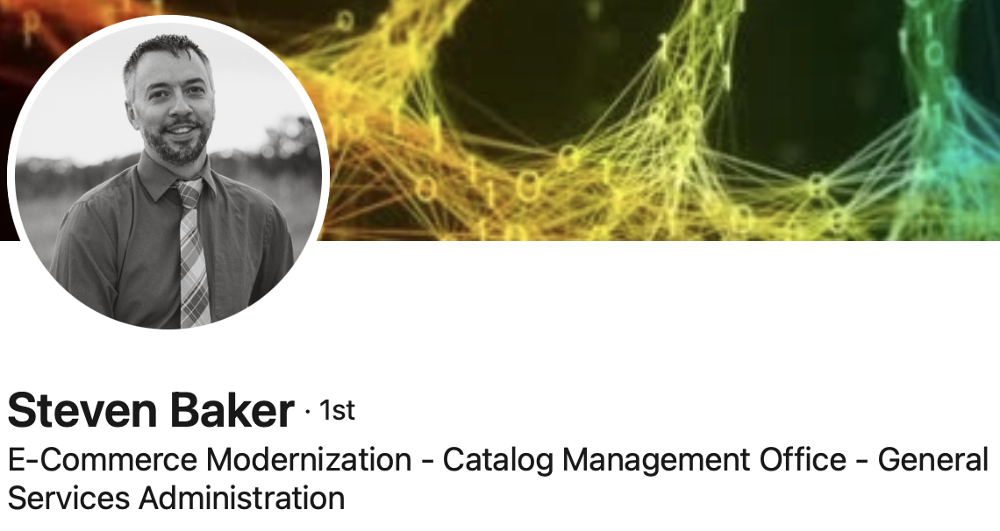 Steven Baker · 1st
E-Commerce Modernization - Catalog Management Office - General
Services Administration